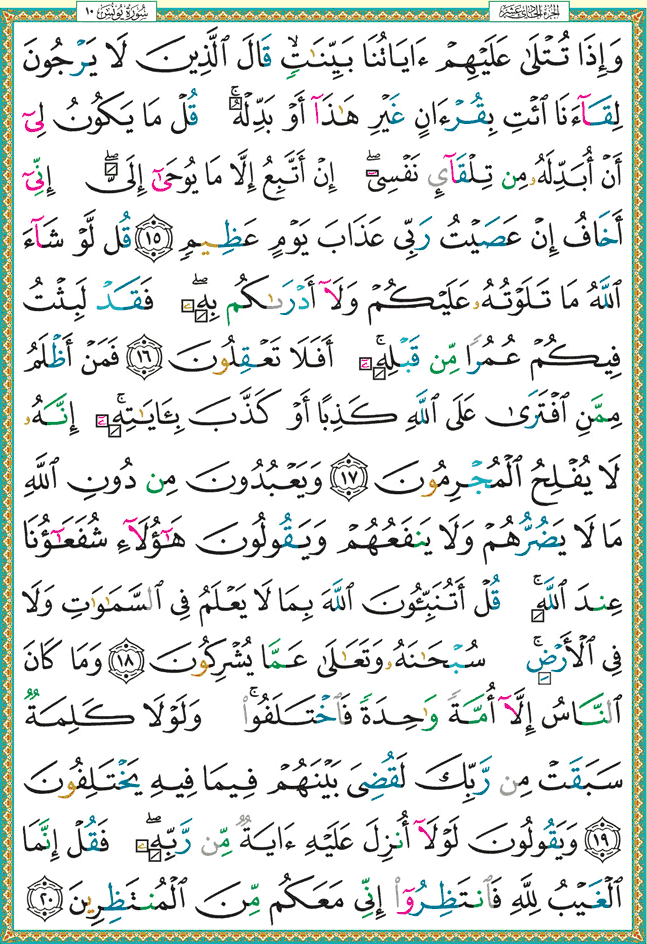 الجزء الحادي عشر سورة يونس ١٠
وَإِذَا تُتْلَىٰ عَلَيْهِمْ ءَايَاتُنَا بَيِّنَٰتٍ قَالَ ٱلَّذِينَ لَا يَرْجُونَ
لِقَآءَنَا ٱئْتِ بِقُرْءَانٍ غَيْرِ هَٰذَآ أَوْ بَدِّلْهُ ۚ قُلْ مَا يَكُونُ لِىٓ
أَنْ أُبَدِّلَهُۥ مِن تِلْقَآئِ نَفْسِىٓ ۖ إِنْ أَتَّبِعُ إِلَّا مَا يُوحَىٰٓ إِلَىَّ ۖ إِنِّىٓ
أَخَافُ إِنْ عَصَيْتُ رَبِّى عَذَابَ يَوْمٍ عَظِيمٍ ١٥ قُل لَّوْ شَآءَ
ٱللَّهُ مَا تَلَوْتُهُۥ عَلَيْكُمْ وَلَآ أَدْرَىٰكُم بِهِۦ ۖ فَقَدْ لَبِثْتُ
فِيكُمْ عُمُرًا مِّن قَبْلِهِۦٓ ۚ أَفَلَا تَعْقِلُونَ ١٦ فَمَنْ أَظْلَمُ
مِمَّنِ ٱفْتَرَىٰ عَلَى ٱللَّهِ كَذِبًا أَوْ كَذَّبَ بِـَٔايَٰتِهِۦٓ ۚ إِنَّهُۥ
لَا يُفْلِحُ ٱلْمُجْرِمُونَ ١٧ وَيَعْبُدُونَ مِن دُونِ ٱللَّهِ
مَا لَا يَضُرُّهُمْ وَلَا يَنفَعُهُمْ وَيَقُولُونَ هَٰٓؤُلَآءِ شُفَعَٰٓؤُنَا
عِندَ ٱللَّهِ ۚ قُلْ أَتُنَبِّـُٔونَ ٱللَّهَ بِمَا لَا يَعْلَمُ فِى ٱلسَّمَٰوَٰتِ وَلَا
فِى ٱلْأَرْضِ ۚ سُبْحَٰنَهُۥ وَتَعَٰلَىٰ عَمَّا يُشْرِكُونَ ١٨ وَمَا كَانَ
ٱلنَّاسُ إِلَّآ أُمَّةً وَٰحِدَةً فَٱخْتَلَفُوا۟ ۚ وَلَوْلَا كَلِمَةٌ
سَبَقَتْ مِن رَّبِّكَ لَقُضِىَ بَيْنَهُمْ فِيمَا فِيهِ يَخْتَلِفُونَ
١٩ وَيَقُولُونَ لَوْلَآ أُنزِلَ عَلَيْهِ ءَايَةٌ مِّن رَّبِّهِۦ ۖ فَقُلْ إِنَّمَا
ٱلْغَيْبُ لِلَّهِ فَٱنتَظِرُوٓا۟ إِنِّى مَعَكُم مِّنَ ٱلْمُنتَظِرِينَ ٢٠